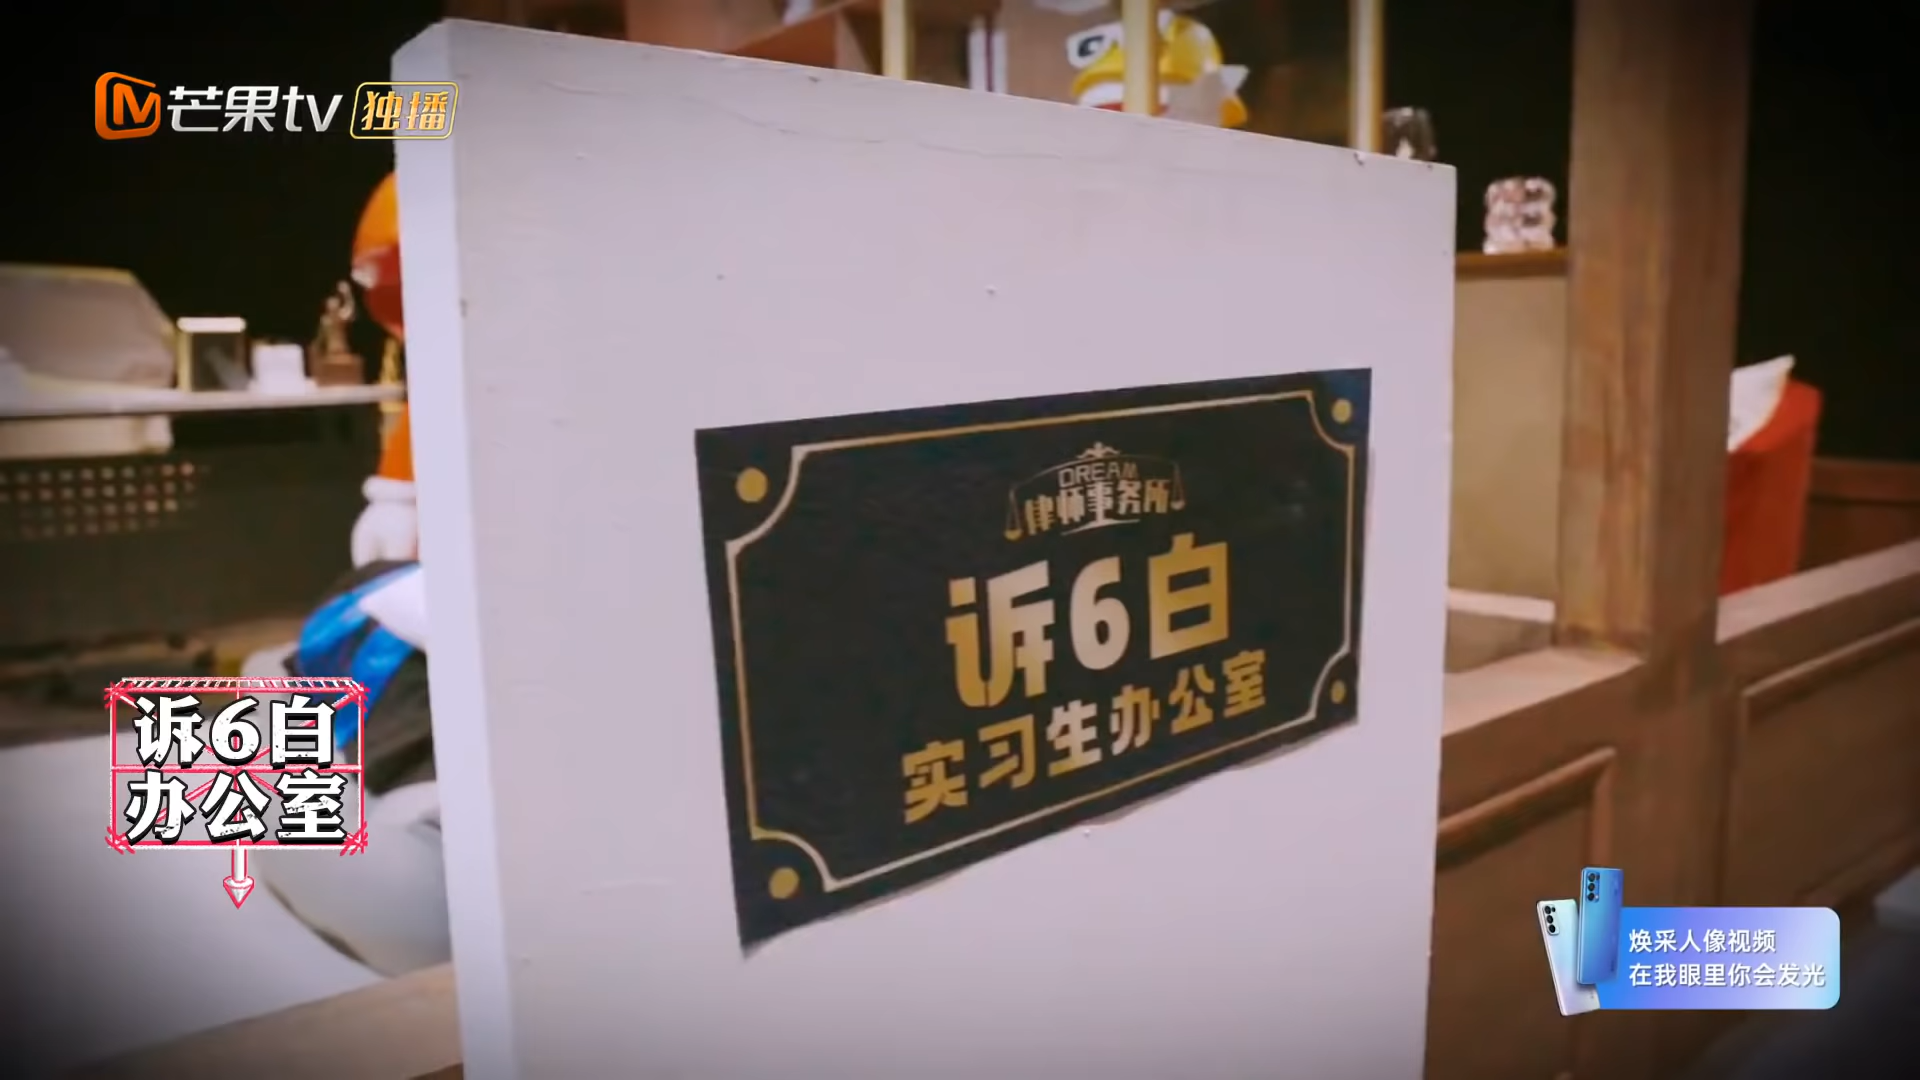 芒果tv 独播
DREAM
律师事务所
诉6白
实习生办公室
诉6白
办公室
焕采人像视频
在我眼里你会发光